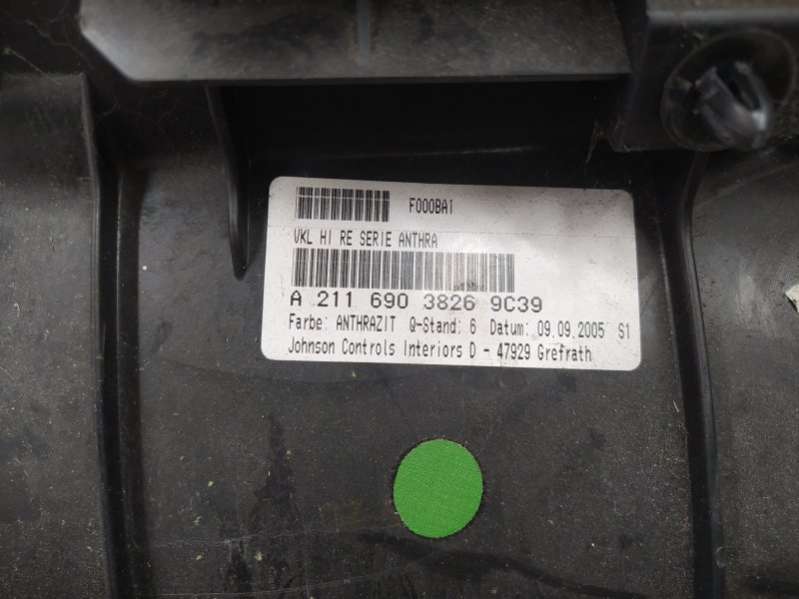 F000BAI
VKL HI RE SERIE ANTHRA
A 211 690 3826 9C39
Farbe: ANTHRAZIT Q-Stand: 6 Datum: 09.09.2005 S1
Johnson Controls Interiors D - 47929 Grefrath